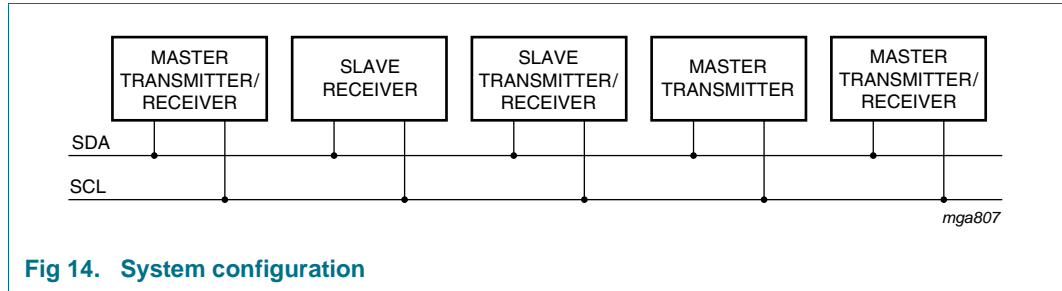 MASTER
TRANSMITTER/
RECEIVER
SLAVE
RECEIVER
SLAVE
TRANSMITTER/
RECEIVER
MASTER
TRANSMITTER
MASTER
TRANSMITTER/
RECEIVER
SDA
SCL
mga807
Fig 14. System configuration